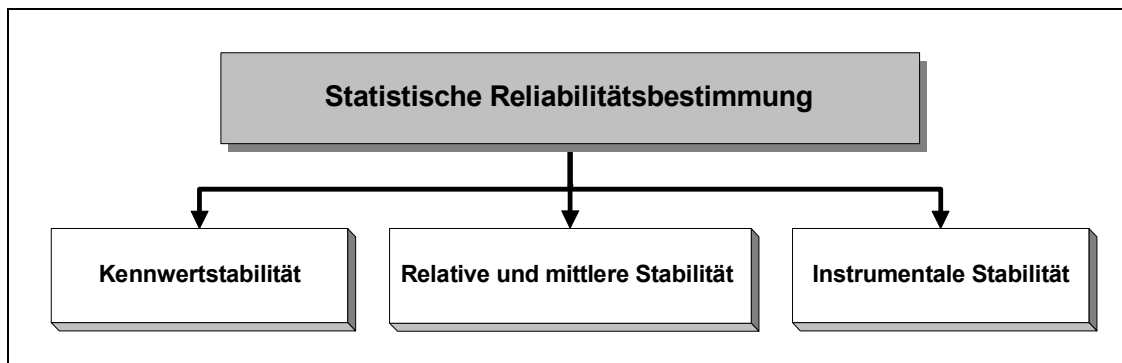 Statistische Reliabilitätsbestimmung
Kennwertstabilität
Relative und mittlere Stabilität
Instrumentale Stabilität